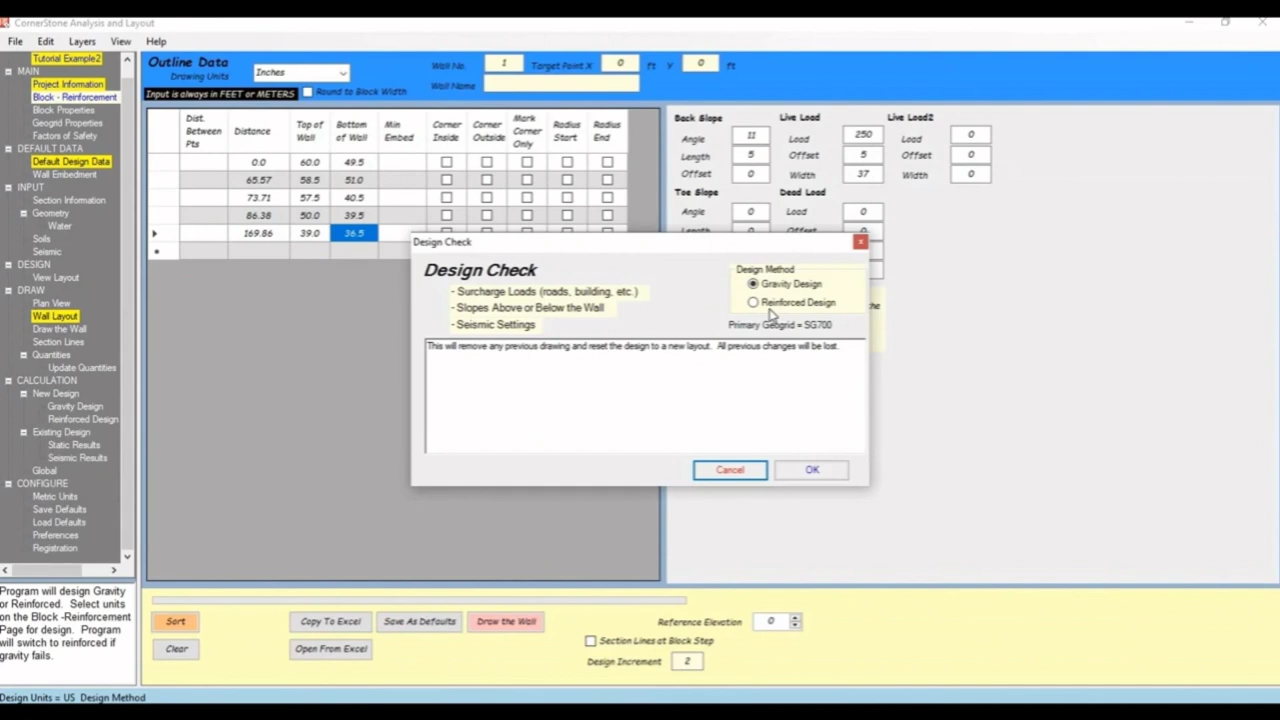 CornerStone Analysis and Layout
File Edit Layers View Help
Tutorial Example2
MAIN
Project Information
Block - Reinforcement
Block Properties
Geogrid Properties
Factors of Safety
DEFAULT DATA
Default Design Data
Wall Embedment
INPUT
Section Information
Geometry
Water
Soils
Seismic
DESIGN
View Layout
DRAW
Plan View
Wall Layout
Draw the Wall
Section Lines
Quantities
Update Quantities
CALCULATION
New Design
Gravity Design
Reinforced Design
Existing Design
Static Results
Seismic Results
Global
CONFIGURE
Metric Units
Save Defaults
Load Defaults
Preferences
Registration
Program will design Gravity
or Reinforced. Select units
on the Block -Reinforcement
Page for design. Program
will switch to reinforced if
gravity fails.
Design Units = US Design Method
Outline Data
Drawing Units Inches
Input is always in FEET or METERS Round to Block Width
Wall No. 1 Target Point X 0 ft Y 0 ft
Wall Name
Dist. Between Pts Distance Top of Wall Bottom of Wall Min Embed Corner Inside Corner Outside Mark Corner Only Radius Start Radius End
0.0 60.0 49.5
65.57 58.5 51.0
73.71 57.5 40.5
86.38 50.0 39.5
169.86 39.0 36.5
Back Slope Live Load Live Load2
Angle 11 Load 250 Load 0
Length 5 Offset 5 Offset 0
Offset 0 Width 37 Width 0
Toe Slope Dead Load
Angle 0 Load 0
Design Check
Design Check
- Surcharge Loads (roads, building, etc.)
- Slopes Above or Below the Wall
- Seismic Settings
Design Method
Gravity Design
Reinforced Design
Primary Geogrid = SG700
This will remove any previous drawing and reset the design to a new layout. All previous changes will be lost.
Cancel OK
Sort Copy To Excel Save As Defaults Draw the Wall Reference Elevation 0
Section Lines at Block Step
Clear Open From Excel Design Increment 2